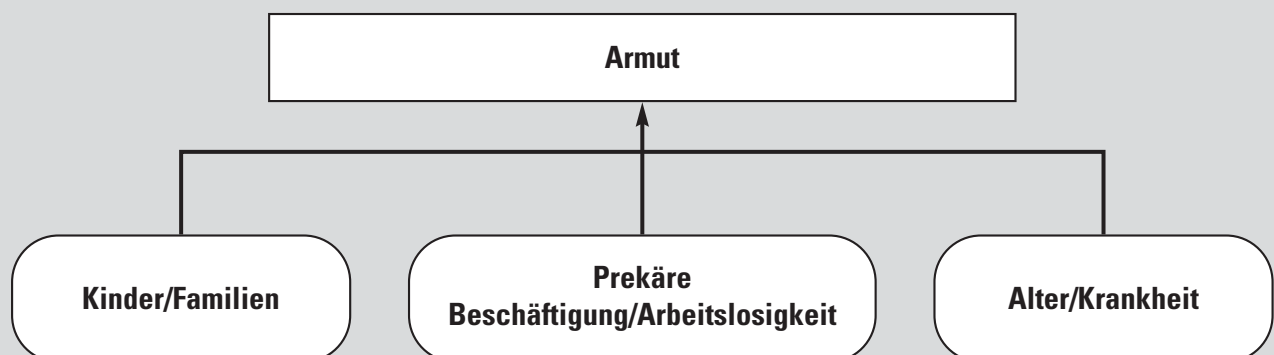 Armut
Kinder/Familien
Prekäre
Beschäftigung/Arbeitslosigkeit
Alter/Krankheit